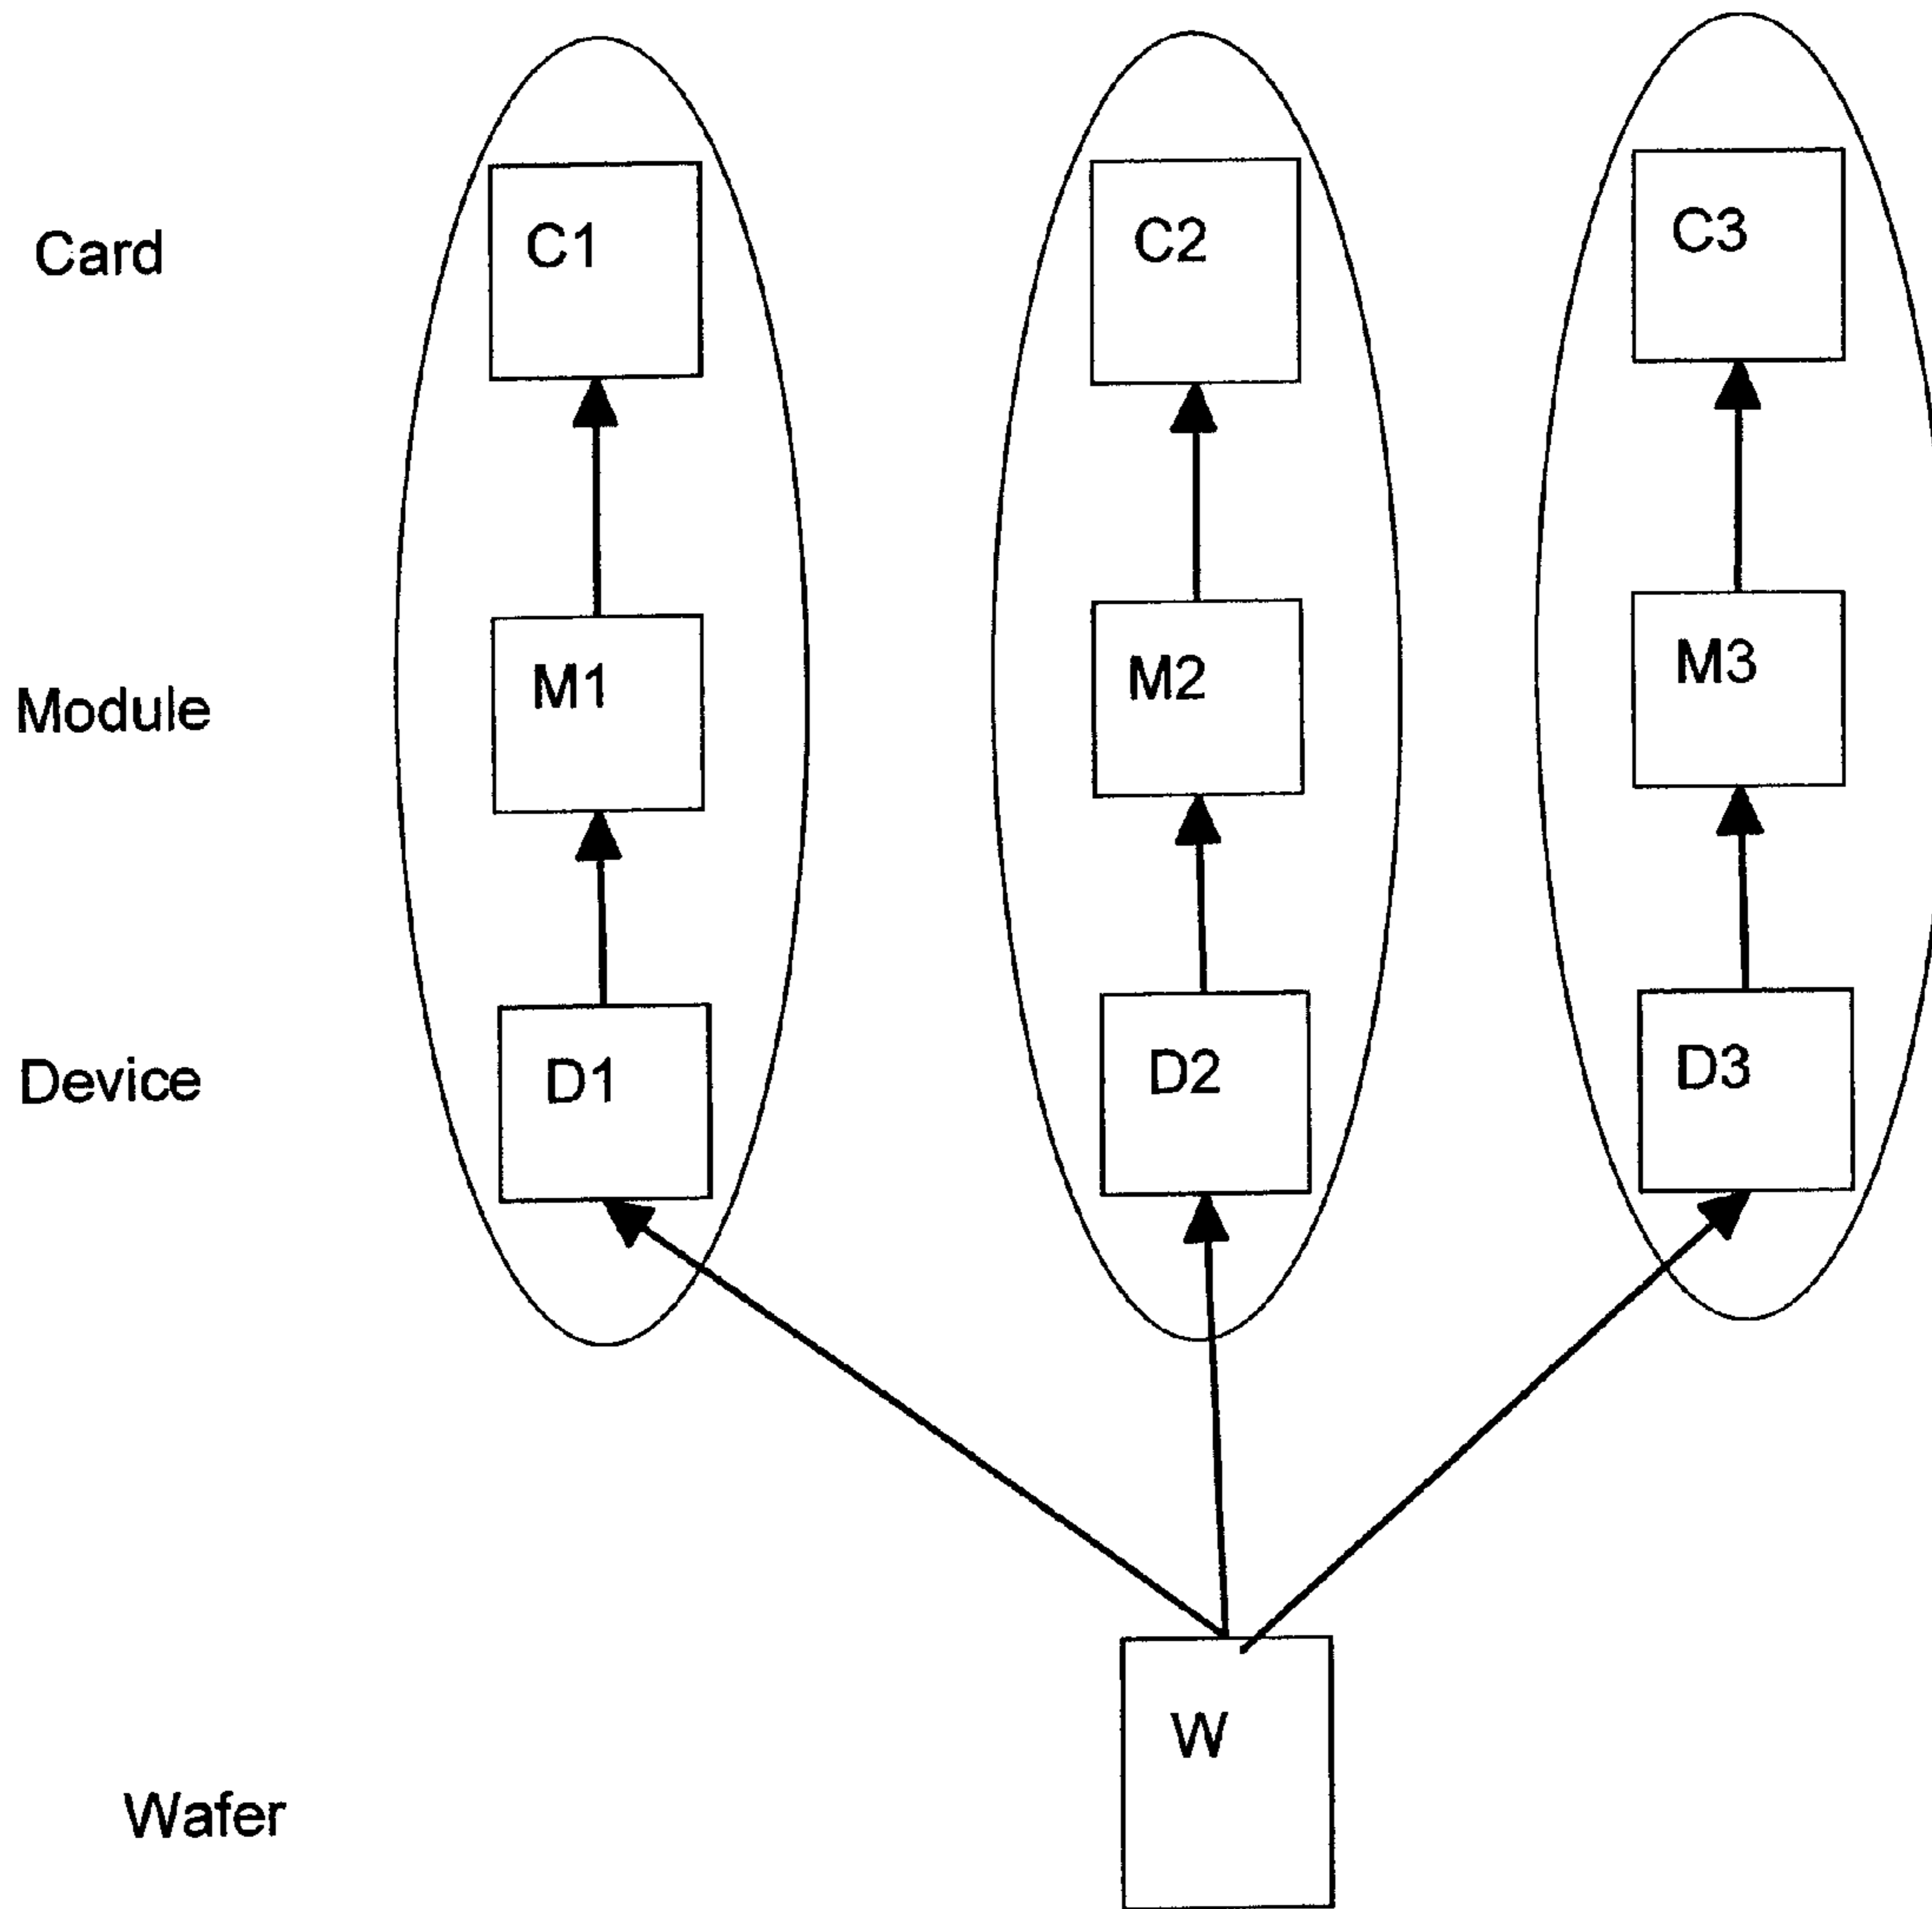 Card C1 C2 C3
Module M1 M2 M3
Device D1 D2 D3
W
Wafer